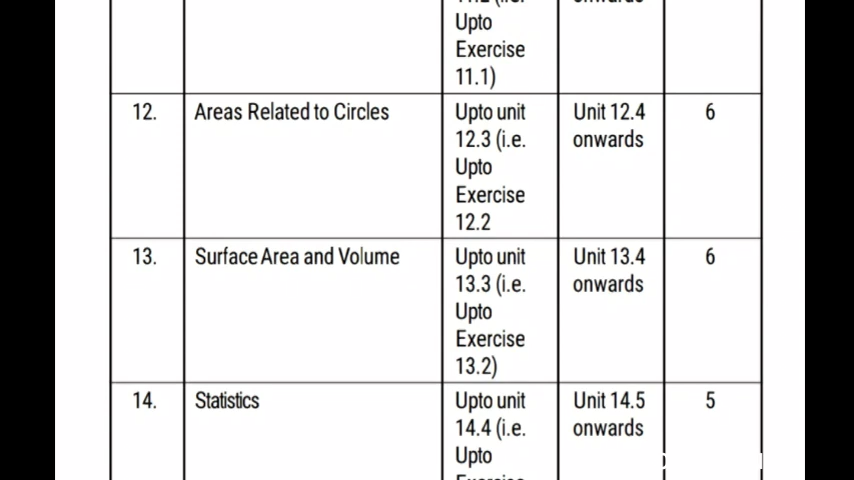 Upto
Exercise
11.1)
12. Areas Related to Circles Upto unit Unit 12.4 6
12.3 (i.e. onwards
Upto
Exercise
12.2
13. Surface Area and Volume Upto unit Unit 13.4 6
13.3 (i.e. onwards
Upto
Exercise
13.2)
14. Statistics Upto unit Unit 14.5 5
14.4 (i.e. onwards
Upto